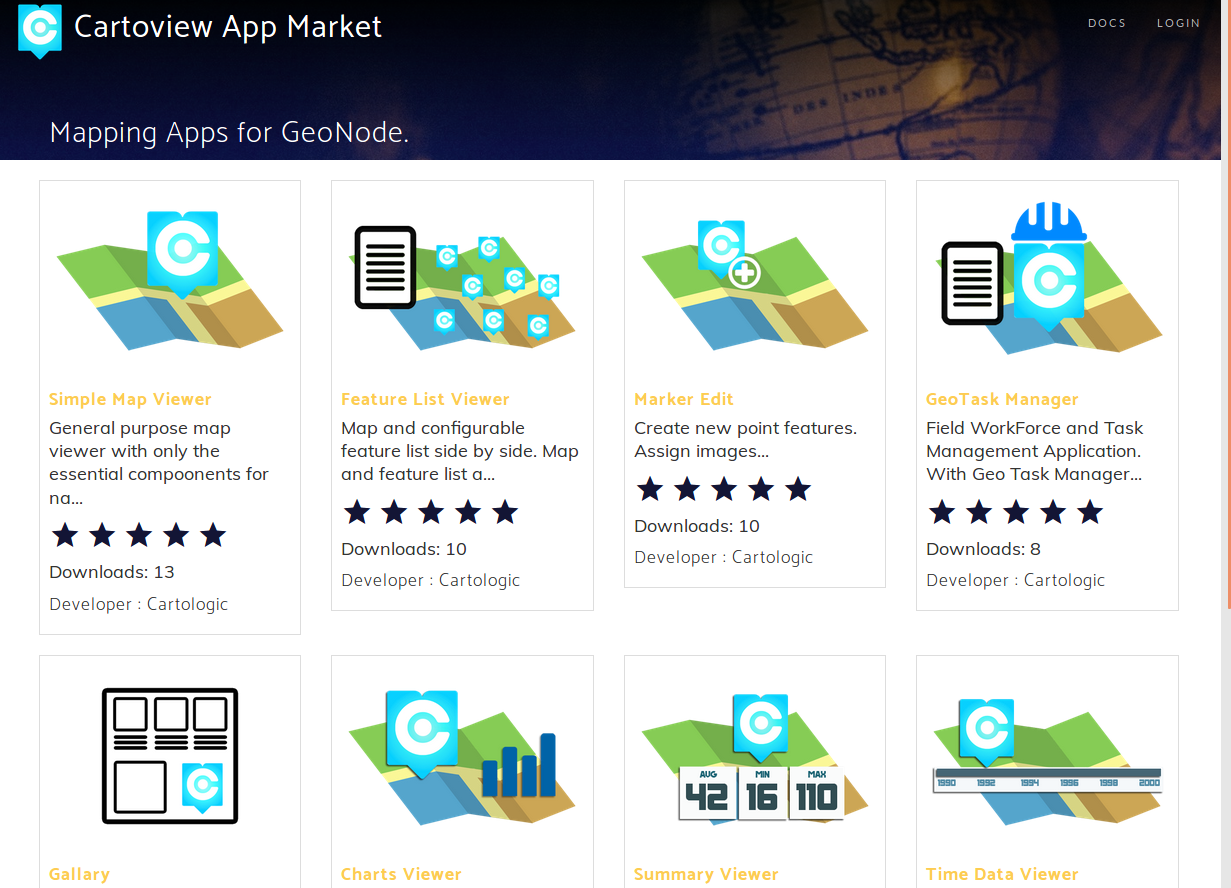 Cartoview App Market
DOCS
LOGIN
DES INDES
Mapping Apps for GeoNode.
Simple Map Viewer
General purpose map
viewer with only the
essential compoonents for
na...
Downloads: 13
Developer : Cartologic
Feature List Viewer
Map and configurable
feature list side by side. Map
and feature list a...
Downloads: 10
Developer : Cartologic
Marker Edit
Create new point features.
Assign images...
Downloads: 10
Developer : Cartologic
GeoTask Manager
Field WorkForce and Task
Management Application.
With Geo Task Manager...
Downloads: 8
Developer : Cartologic
Gallary
Charts Viewer
AUG MIN MAX
42 16 110
Summary Viewer
1990 1992 1994 1996 1998 2000
Time Data Viewer